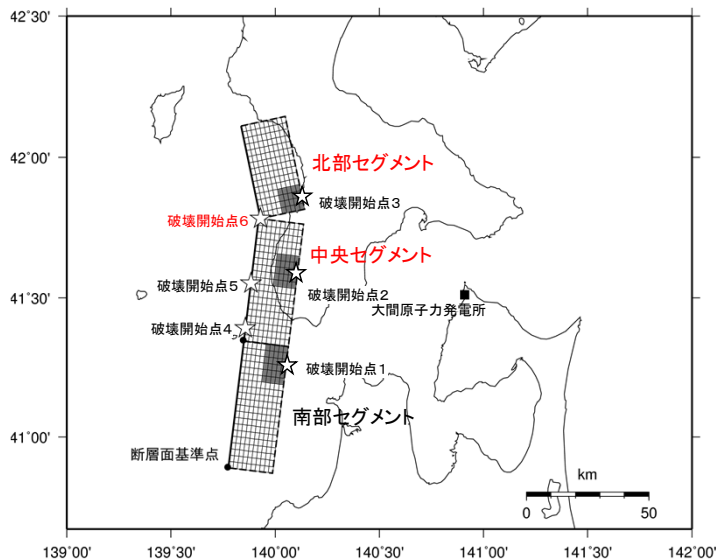 42°30'
42°00'
41°30'
41°00'
北部セグメント
破壊開始点3
破壊開始点6
中央セグメント
破壊開始点5
破壊開始点2
大間原子力発電所
破壊開始点4
破壊開始点1
南部セグメント
断層面基準点
km
0 50
139°00' 139°30' 140°00' 140°30' 141°00' 141°30' 142°00'